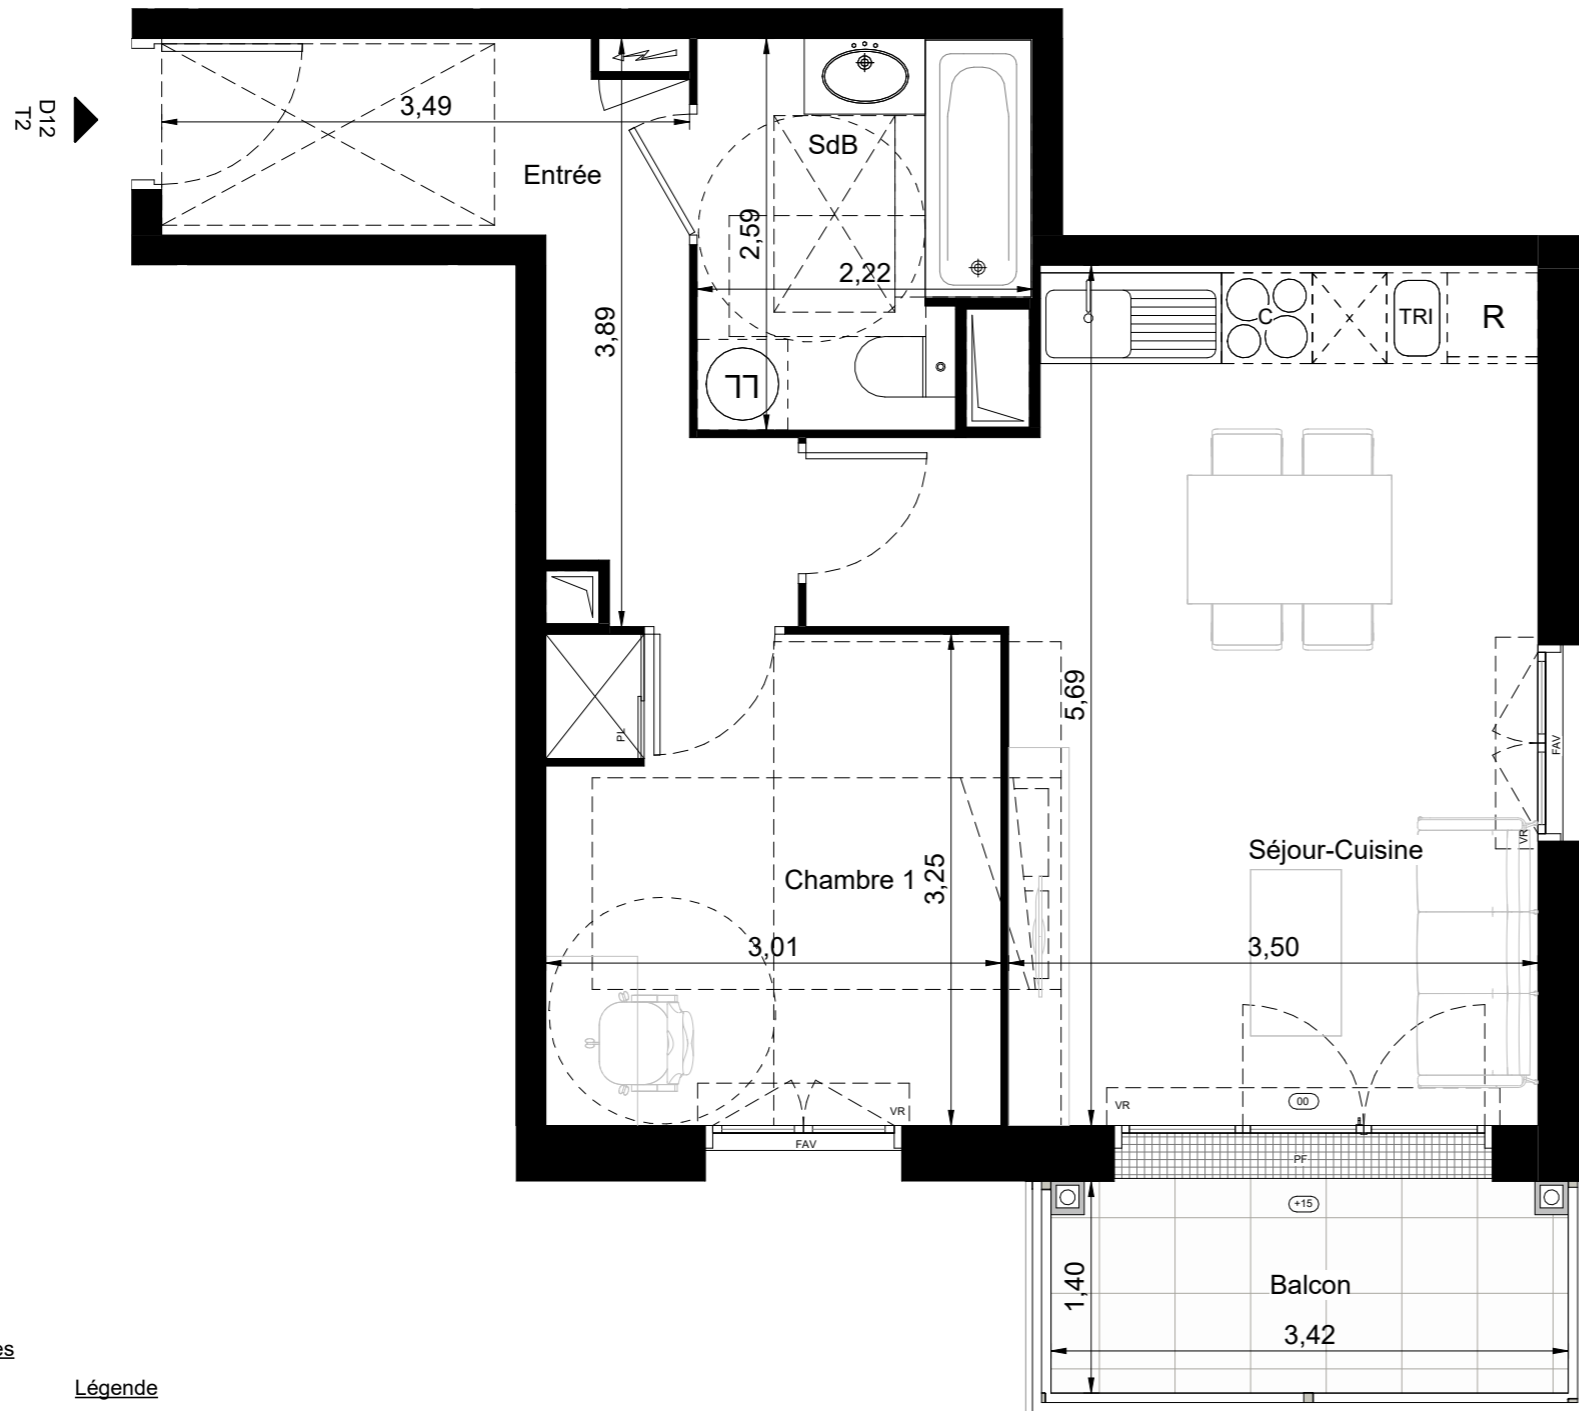 D12
T2
3,49
Entrée
SdB
2,59
2,22
3,89
LL
C
TRI
R
5,69
PL
FAV
VR
Séjour-Cuisine
Chambre 1
3,25
3,01
3,50
VR
FAV
VR
00
PF
+15
1,40
Balcon
3,42
es
Légende